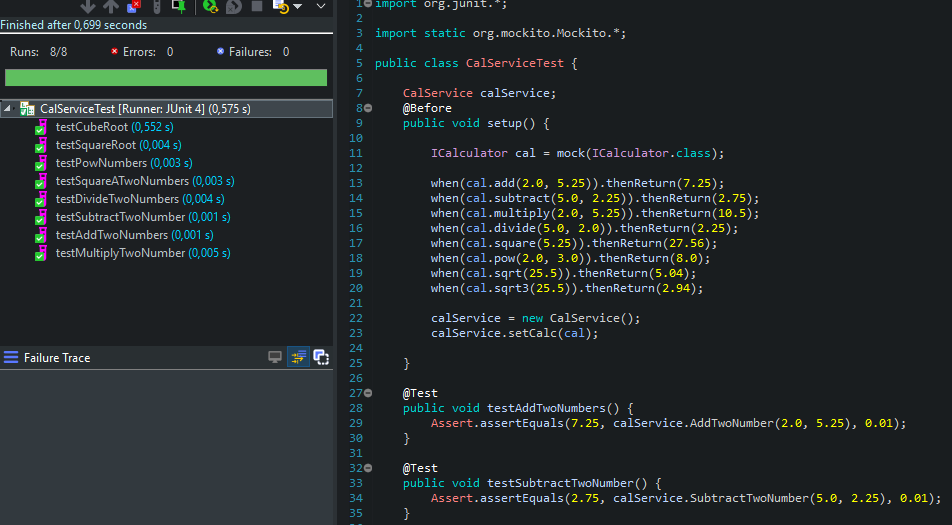 Finished after 0,699 seconds
Runs: 8/8 Errors: 0 Failures: 0
CalServiceTest [Runner: JUnit 4] (0,575 s)
testCubeRoot (0,552 s)
testSquareRoot (0,004 s)
testPowNumbers (0,003 s)
testSquareATwoNumbers (0,003 s)
testDivideTwoNumbers (0,004 s)
testSubtractTwoNumber (0,001 s)
testAddTwoNumbers (0,001 s)
testMultiplyTwoNumber (0,005 s)
Failure Trace
1 import org.junit.*;
2
3 import static org.mockito.Mockito.*;
4
5 public class CalServiceTest {
6
7 CalService calService;
8 @Before
9 public void setup() {
10
11 ICalculator cal = mock(ICalculator.class);
12
13 when(cal.add(2.0, 5.25)).thenReturn(7.25);
14 when(cal.subtract(5.0, 2.25)).thenReturn(2.75);
15 when(cal.multiply(2.0, 5.25)).thenReturn(10.5);
16 when(cal.divide(5.0, 2.0)).thenReturn(2.25);
17 when(cal.square(5.25)).thenReturn(27.56);
18 when(cal.pow(2.0, 3.0)).thenReturn(8.0);
19 when(cal.sqrt(25.5)).thenReturn(5.04);
20 when(cal.sqrt3(25.5)).thenReturn(2.94);
21
22 calService = new CalService();
23 calService.setCalc(cal);
24
25 }
26
27 @Test
28 public void testAddTwoNumbers() {
29 Assert.assertEquals(7.25, calService.AddTwoNumber(2.0, 5.25), 0.01);
30 }
31
32 @Test
33 public void testSubtractTwoNumber() {
34 Assert.assertEquals(2.75, calService.SubtractTwoNumber(5.0, 2.25), 0.01);
35 }